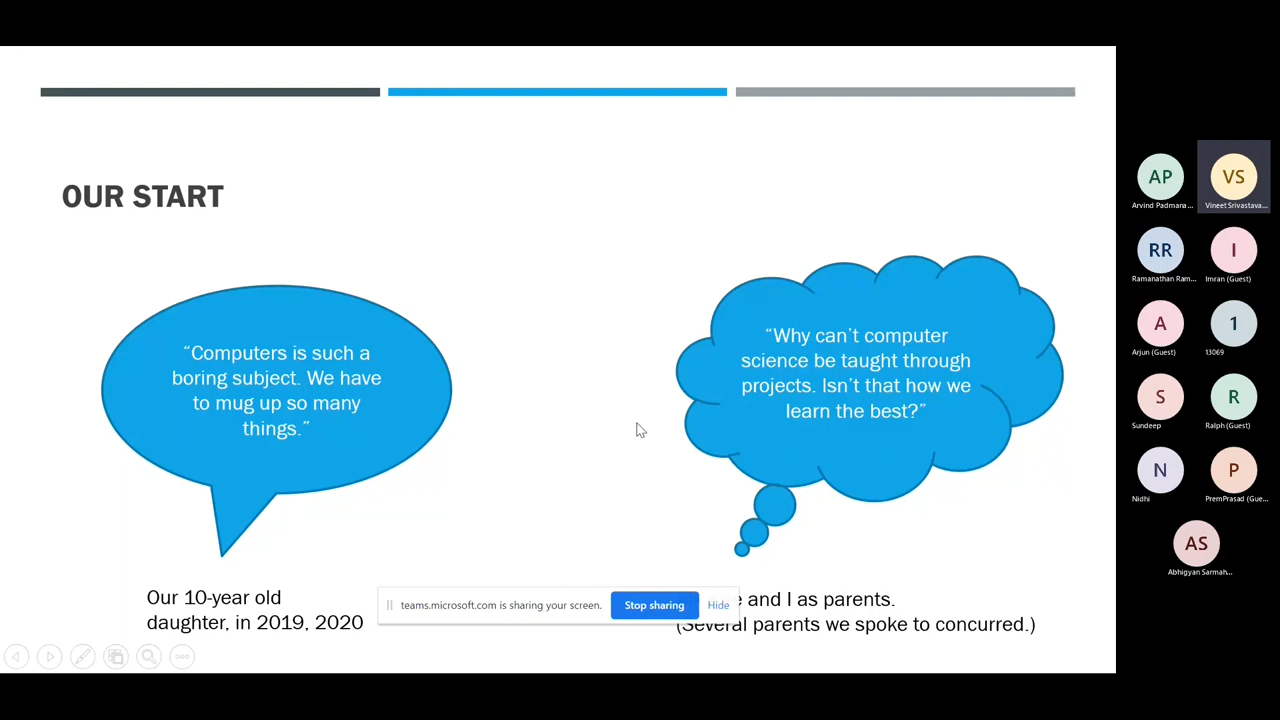 OUR START
“Computers is such a
boring subject. We have
to mug up so many
things.”
“Why can’t computer
science be taught through
projects. Isn’t that how we
learn the best?”
Our 10-year old
daughter, in 2019, 2020
and I as parents.
(Several parents we spoke to concurred.)
teams.microsoft.com is sharing your screen.
Stop sharing
Hide
AP
Arvind Padmana...
VS
Vineet Srivastava...
RR
Ramanathan Ram...
I
Imran (Guest)
A
Arjun (Guest)
1
13069
S
Sundeep
R
Ralph (Guest)
N
Nidhi
P
PremPrasad (Gue...
AS
Abhigyan Sarmah...